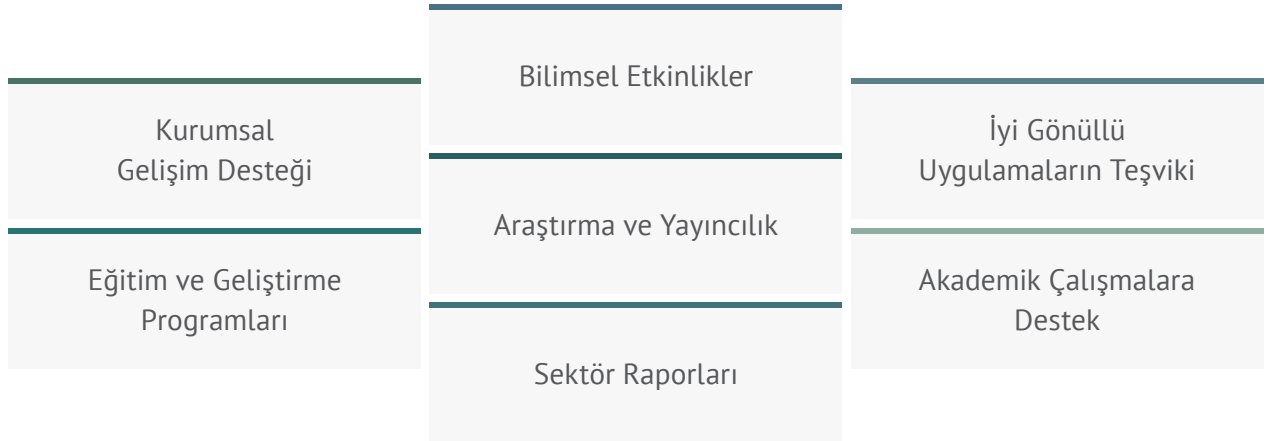 Kurumsal
Gelişim Desteği
Eğitim ve Geliştirme
Programları
Bilimsel Etkinlikler
Araştırma ve Yayıncılık
Sektör Raporları
İyi Gönüllü
Uygulamaların Teşviki
Akademik Çalışmalara
Destek